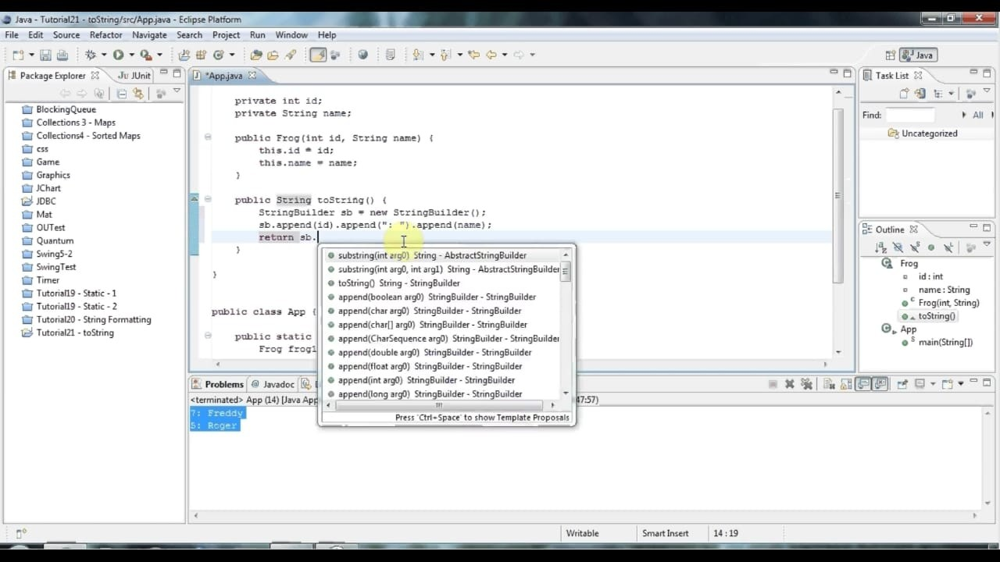 Java - Tutorial21 - toString/src/App.java - Eclipse Platform
File Edit Source Refactor Navigate Search Project Run Window Help
Java
Package Explorer
Ju JUnit
BlockingQueue
Collections 3 - Maps
Collections4 - Sorted Maps
css
Game
Graphics
JChart
JDBC
Mat
OUTest
Quantum
Swing5-2
SwingTest
Timer
Tutorial19 - Static - 1
Tutorial19 - Static - 2
Tutorial20 - String Formatting
Tutorial21 - toString
*App.java
private int id;
private String name;
public Frog(int id, String name) {
this.id = id;
this.name = name;
}
public String toString() {
StringBuilder sb = new StringBuilder();
sb.append(id).append(": ").append(name);
return sb.
}
}
public class App {
public static
Frog frog1
substring(int arg0) String - AbstractStringBuilder
substring(int arg0, int arg1) String - AbstractStringBuilder
toString() String - StringBuilder
append(boolean arg0) StringBuilder - StringBuilder
append(char arg0) StringBuilder - StringBuilder
append(char[] arg0) StringBuilder - StringBuilder
append(CharSequence arg0) StringBuilder - StringBuilder
append(double arg0) StringBuilder - StringBuilder
append(float arg0) StringBuilder - StringBuilder
append(int arg0) StringBuilder - StringBuilder
append(long arg0) StringBuilder - StringBuilder
Press 'Ctrl+Space' to show Template Proposals
Task List
Find:
All
Uncategorized
Outline
Frog
id : int
name : String
Frog(int, String)
toString()
App
main(String[])
Problems
@ Javadoc
<terminated> App (14) [Java App
47:57)
7: Freddy
5: Roger
Writable
Smart Insert
14 : 19